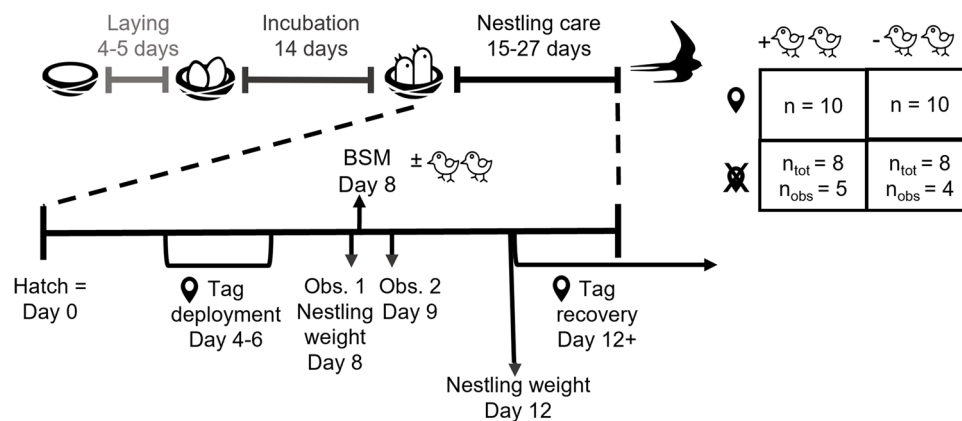 Laying
4-5 days
Incubation
14 days
Nestling care
15-27 days
+
-
n = 10
n = 10
n_tot = 8
n_obs = 5
n_tot = 8
n_obs = 4
BSM
Day 8
±
Hatch =
Day 0
Tag
deployment
Day 4-6
Obs. 1
Nestling
weight
Day 8
Obs. 2
Day 9
Tag
recovery
Day 12+
Nestling weight
Day 12